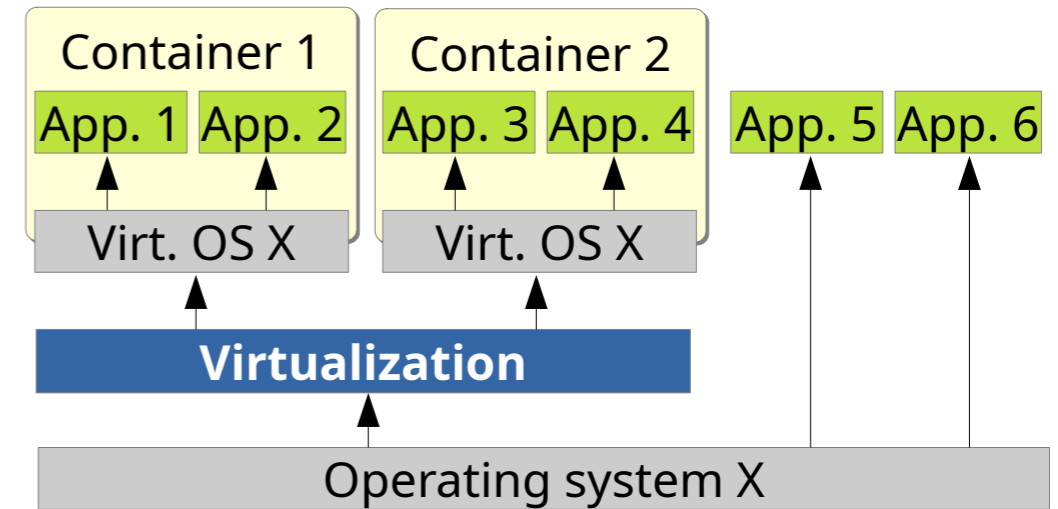 Container 1
Container 2
App. 1
App. 2
App. 3
App. 4
App. 5
App. 6
Virt. OS X
Virt. OS X
Virtualization
Operating system X